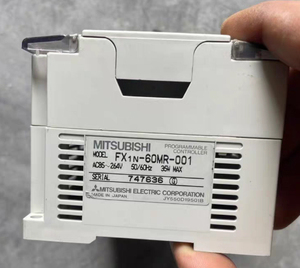 MITSUBISHI PROGRAMMABLE CONTROLLER
MODEL FX1N-60MR-001
AC85~264V 50/60Hz 35W MAX
SERIAL 747636
MITSUBISHI ELECTRIC CORPORATION
MADE IN JAPAN